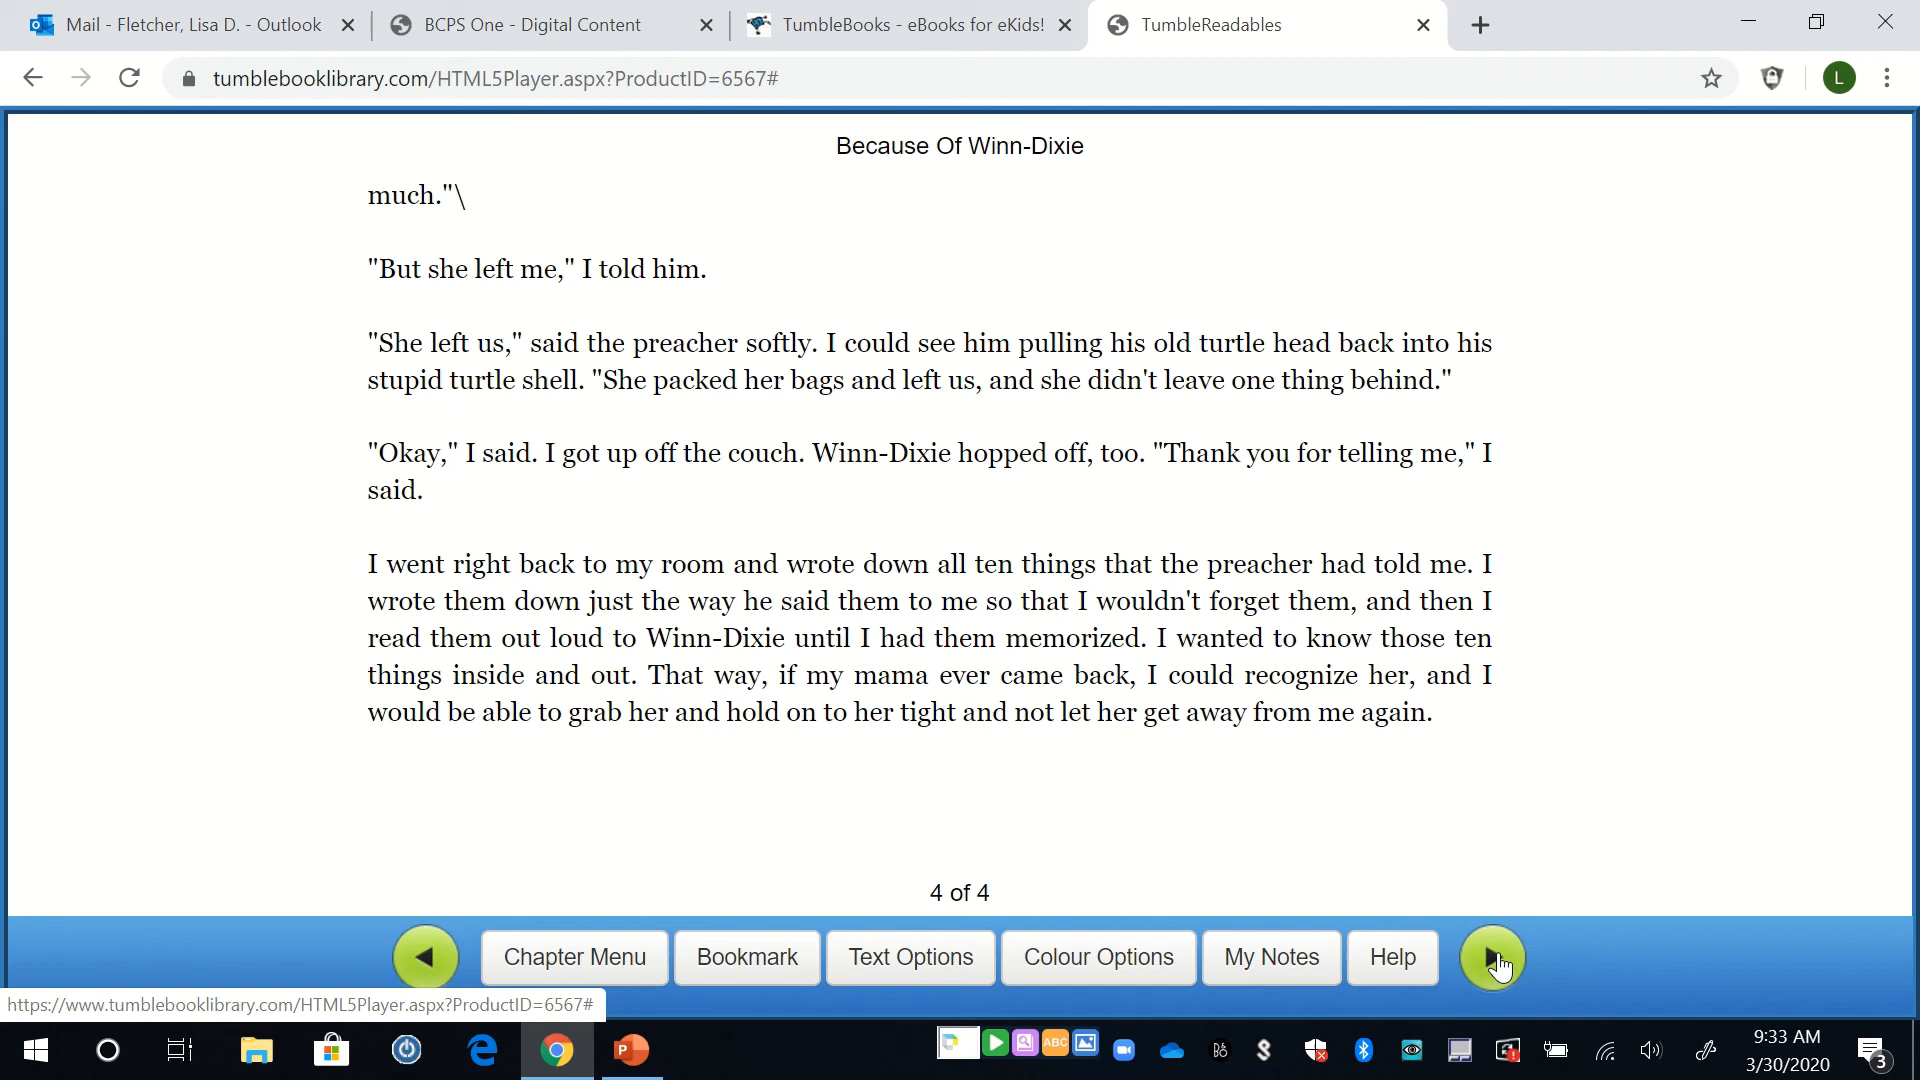 Mail - Fletcher, Lisa D. - Outlook
BCPS One - Digital Content
TumbleBooks - eBooks for eKids!
TumbleReadables
tumblebooklibrary.com/HTML5Player.aspx?ProductID=6567#
L
Because Of Winn-Dixie
much."\
"But she left me," I told him.
"She left us," said the preacher softly. I could see him pulling his old turtle head back into his
stupid turtle shell. "She packed her bags and left us, and she didn't leave one thing behind."
"Okay," I said. I got up off the couch. Winn-Dixie hopped off, too. "Thank you for telling me," I
said.
I went right back to my room and wrote down all ten things that the preacher had told me. I
wrote them down just the way he said them to me so that I wouldn't forget them, and then I
read them out loud to Winn-Dixie until I had them memorized. I wanted to know those ten
things inside and out. That way, if my mama ever came back, I could recognize her, and I
would be able to grab her and hold on to her tight and not let her get away from me again.
4 of 4
Chapter Menu
Bookmark
Text Options
Colour Options
My Notes
Help
https://www.tumblebooklibrary.com/HTML5Player.aspx?ProductID=6567#
P
ABC
9:33 AM
3/30/2020
3